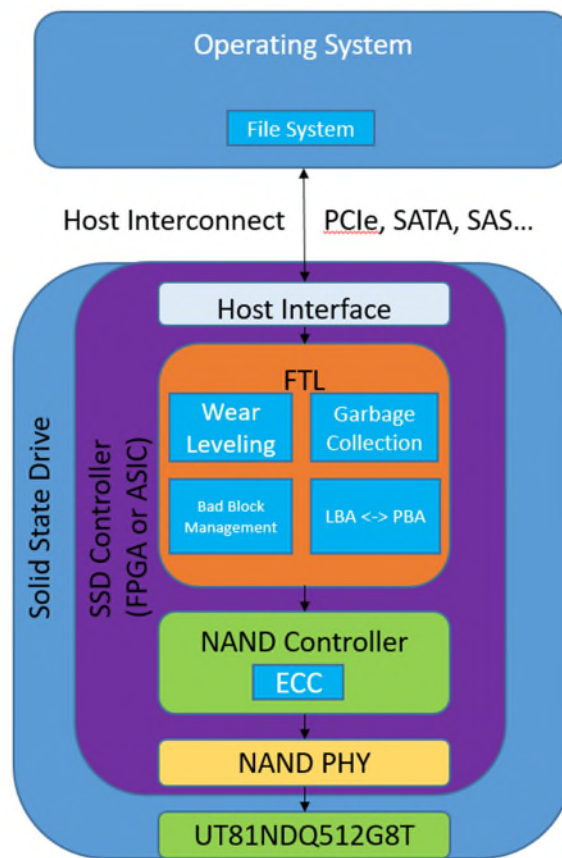 Operating System
File System
Host Interconnect PCIe, SATA, SAS...
Host Interface
FTL
Wear
Leveling
Garbage
Collection
Bad Block
Management
LBA <-> PBA
Solid State Drive
SSD Controller
(FPGA or ASIC)
NAND Controller
ECC
NAND PHY
UT81NDQ512G8T